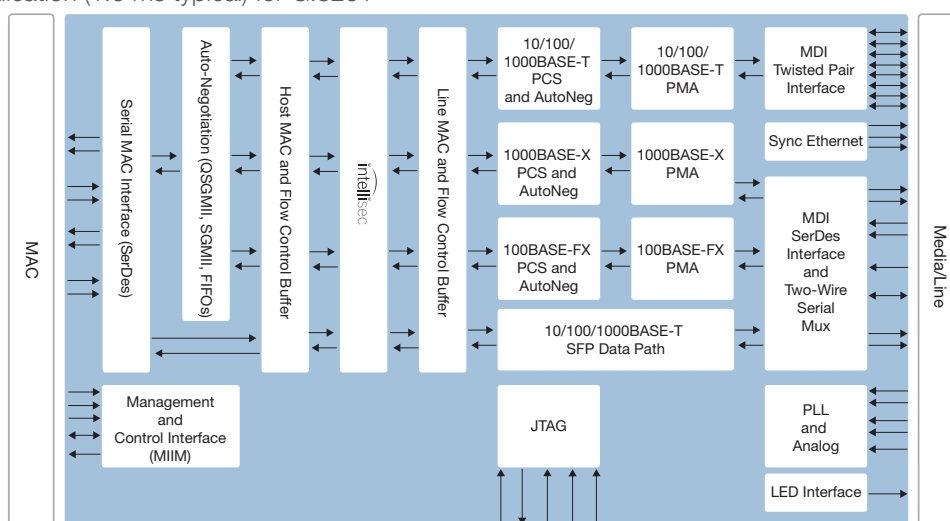 MAC
Serial MAC Interface (SerDes)
Auto-Negotiation (QSGMII, SGMII, FIFOs)
Host MAC and Flow Control Buffer
intellisec
Line MAC and Flow Control Buffer
10/100/
1000BASE-T
PCS
and AutoNeg
10/100/
1000BASE-T
PMA
MDI
Twisted Pair
Interface
Sync Ethernet
1000BASE-X
PCS and
AutoNeg
1000BASE-X
PMA
MDI
SerDes
Interface
and
Two-Wire
Serial
Mux
100BASE-FX
PCS and
AutoNeg
100BASE-FX
PMA
10/100/1000BASE-T
SFP Data Path
Media/Line
Management
and
Control Interface
(MIIM)
JTAG
PLL
and
Analog
LED Interface